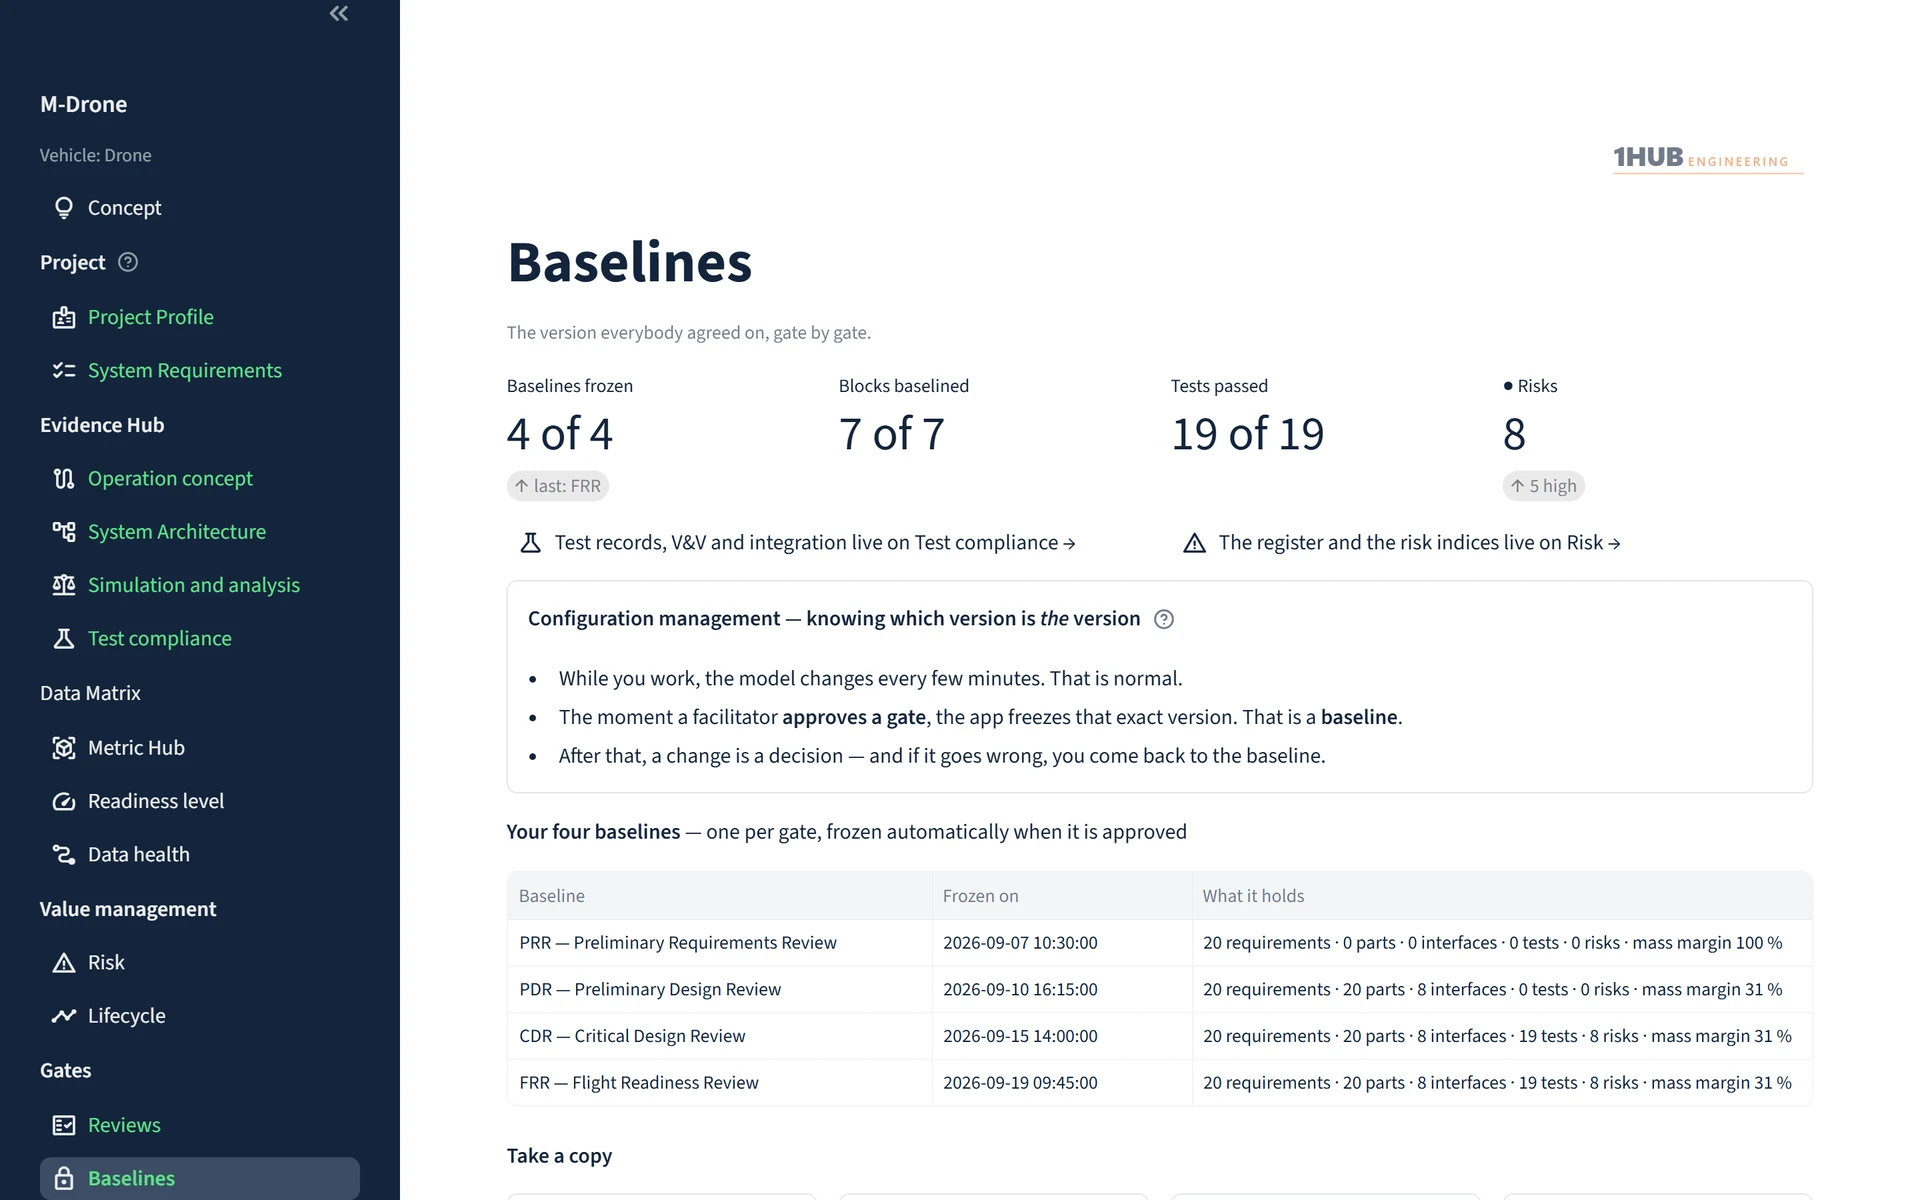 M-Drone
Vehicle: Drone
Concept
Project
Project Profile
System Requirements
Evidence Hub
Operation concept
System Architecture
Simulation and analysis
Test compliance
Data Matrix
Metric Hub
Readiness level
Data health
Value management
Risk
Lifecycle
Gates
Reviews
Baselines
1HUB ENGINEERING
Baselines
The version everybody agreed on, gate by gate.
Baselines frozen
4 of 4
↑ last: FRR
Blocks baselined
7 of 7
Tests passed
19 of 19
● Risks
8
↑ 5 high
Test records, V&V and integration live on Test compliance →
The register and the risk indices live on Risk →
Configuration management — knowing which version is the version
• While you work, the model changes every few minutes. That is normal.
• The moment a facilitator approves a gate, the app freezes that exact version. That is a baseline.
• After that, a change is a decision — and if it goes wrong, you come back to the baseline.
Your four baselines — one per gate, frozen automatically when it is approved
Baseline Frozen on What it holds
PRR — Preliminary Requirements Review 2026-09-07 10:30:00 20 requirements · 0 parts · 0 interfaces · 0 tests · 0 risks · mass margin 100 %
PDR — Preliminary Design Review 2026-09-10 16:15:00 20 requirements · 20 parts · 8 interfaces · 0 tests · 0 risks · mass margin 31 %
CDR — Critical Design Review 2026-09-15 14:00:00 20 requirements · 20 parts · 8 interfaces · 19 tests · 8 risks · mass margin 31 %
FRR — Flight Readiness Review 2026-09-19 09:45:00 20 requirements · 20 parts · 8 interfaces · 19 tests · 8 risks · mass margin 31 %
Take a copy